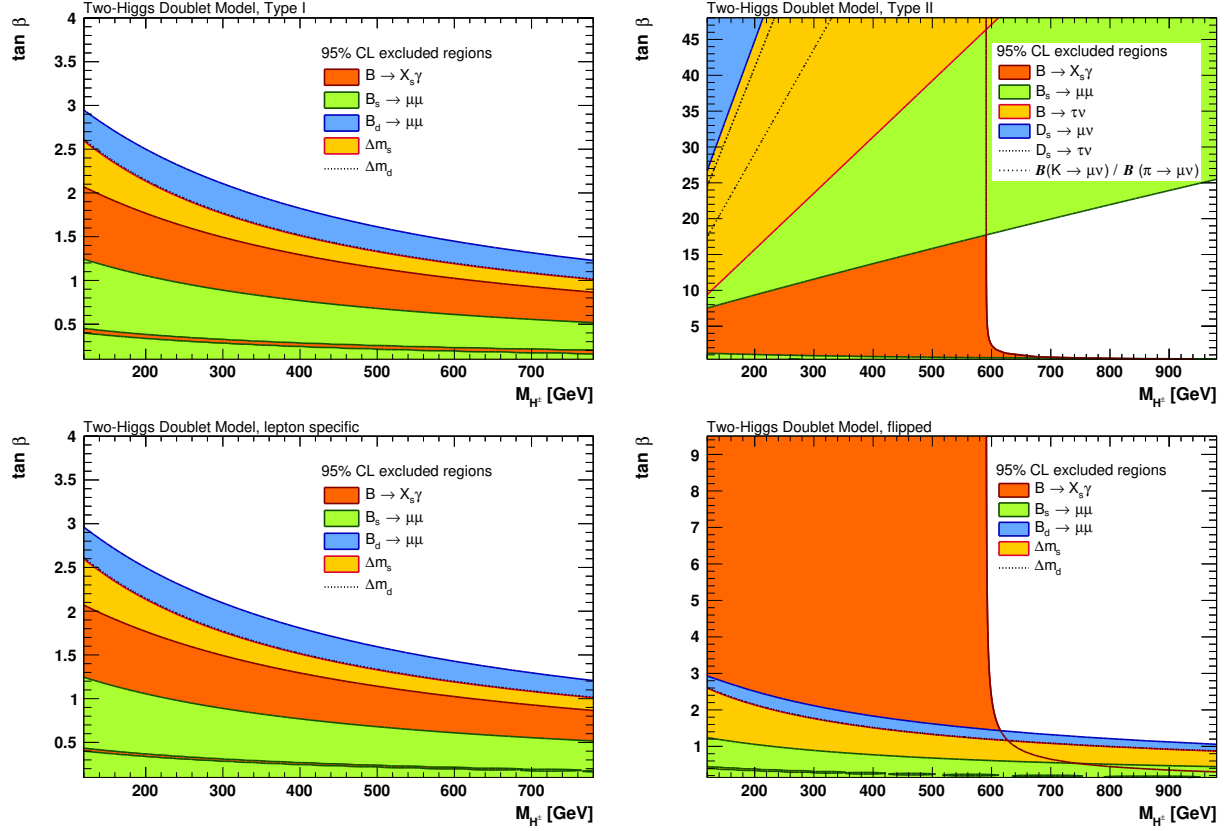 Two-Higgs Doublet Model, Type I
tan β
4
3.5
3
2.5
2
1.5
1
0.5
95% CL excluded regions
B → X_sγ
B_s → μμ
B_d → μμ
Δm_s
Δm_d
200 300 400 500 600 700
M_H± [GeV]
Two-Higgs Doublet Model, Type II
tan β
45
40
35
30
25
20
15
10
5
95% CL excluded regions
B → X_sγ
B_s → μμ
B → τν
D_s → μν
D_s → τν
B(K → μν) / B (π → μν)
200 300 400 500 600 700 800 900
M_H± [GeV]
Two-Higgs Doublet Model, lepton specific
tan β
4
3.5
3
2.5
2
1.5
1
0.5
95% CL excluded regions
B → X_sγ
B_s → μμ
B_d → μμ
Δm_s
Δm_d
200 300 400 500 600 700
M_H± [GeV]
Two-Higgs Doublet Model, flipped
tan β
9
8
7
6
5
4
3
2
1
95% CL excluded regions
B → X_sγ
B_s → μμ
B_d → μμ
Δm_s
Δm_d
200 300 400 500 600 700 800 900
M_H± [GeV]